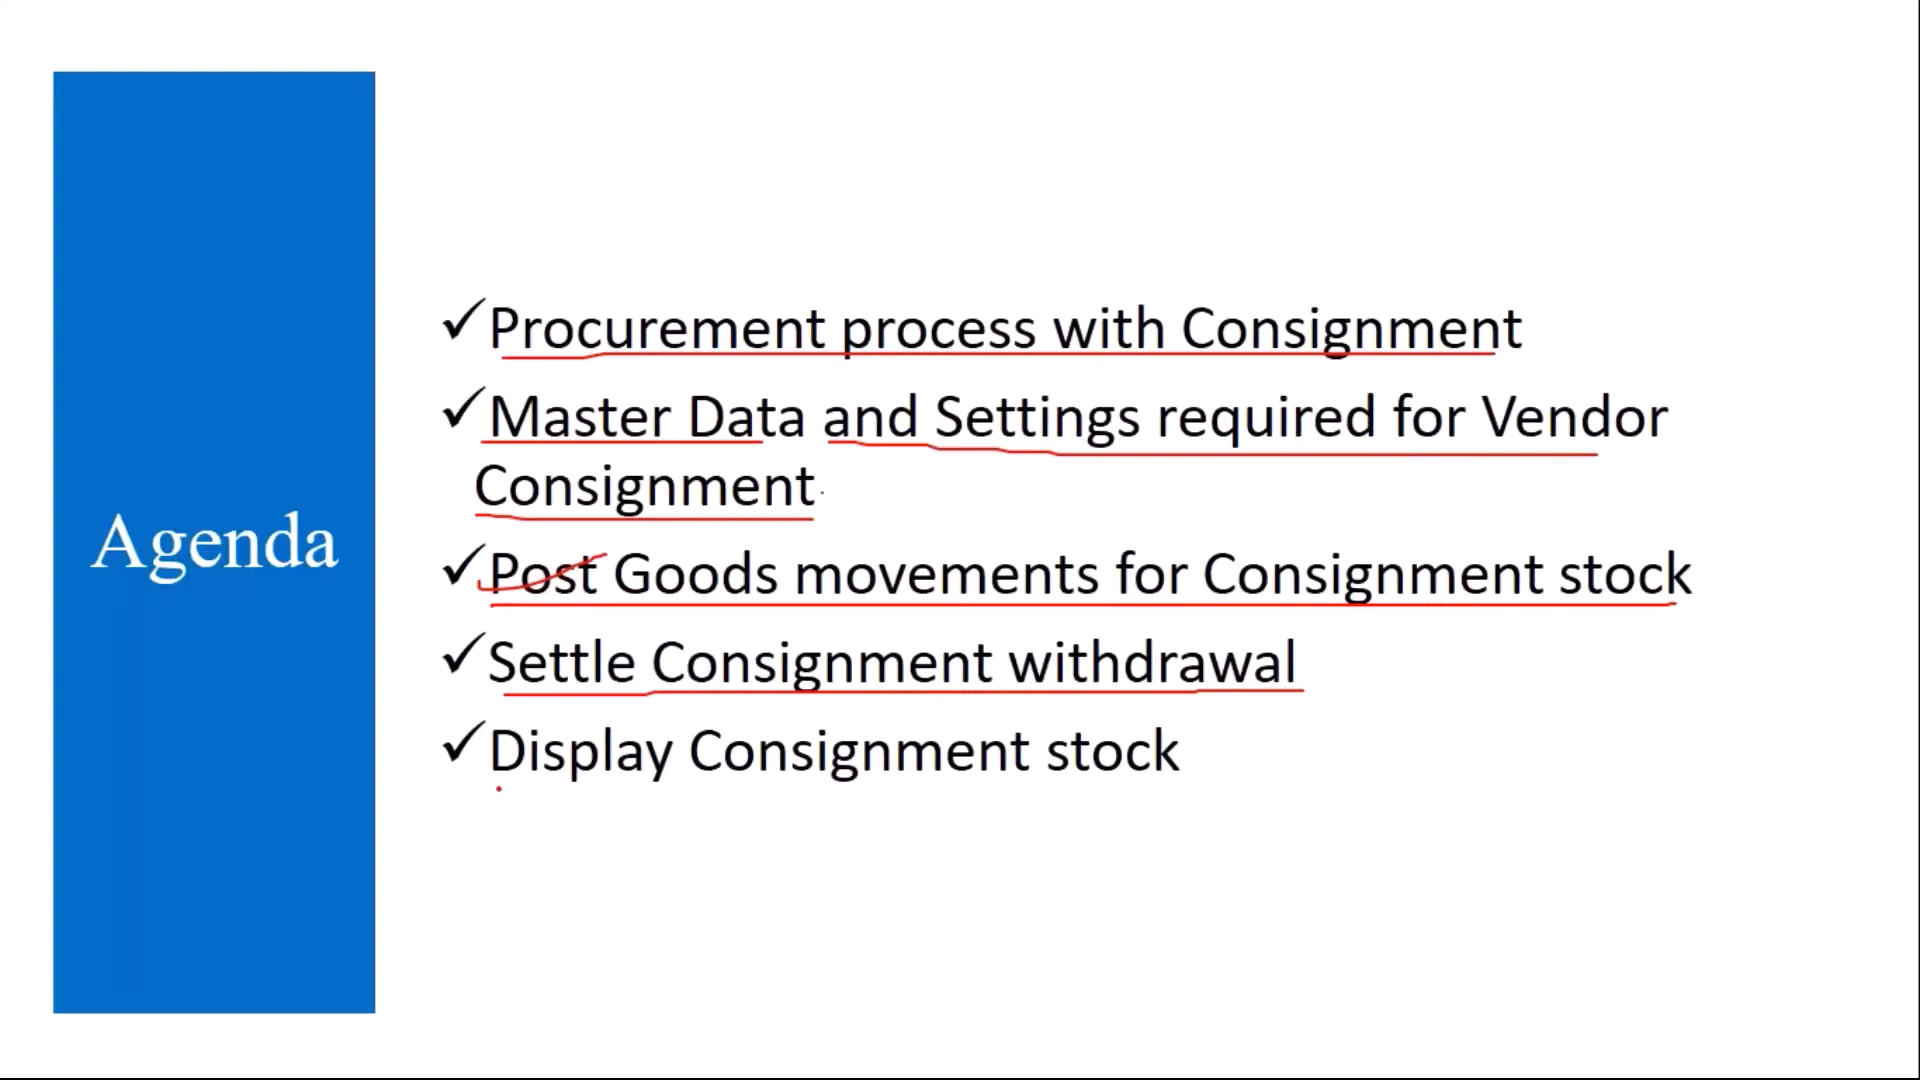 Agenda
✓Procurement process with Consignment
✓Master Data and Settings required for Vendor
Consignment
✓Post Goods movements for Consignment stock
✓Settle Consignment withdrawal
✓Display Consignment stock